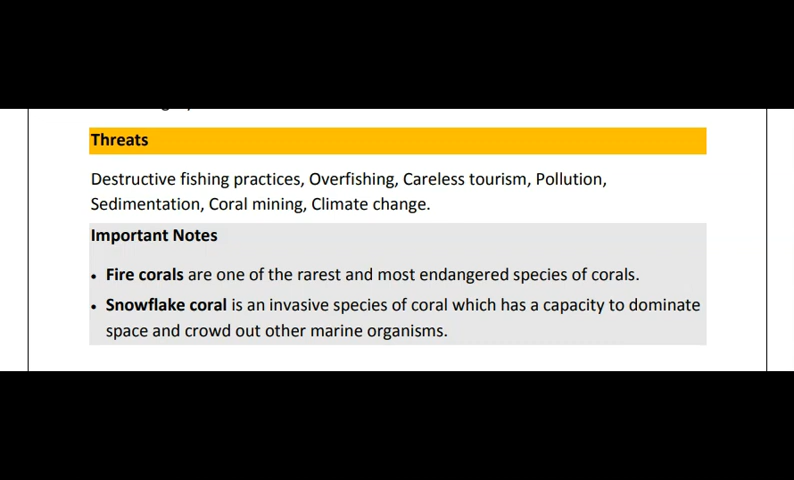 Threats
Destructive fishing practices, Overfishing, Careless tourism, Pollution,
Sedimentation, Coral mining, Climate change.
Important Notes
• Fire corals are one of the rarest and most endangered species of corals.
• Snowflake coral is an invasive species of coral which has a capacity to dominate
space and crowd out other marine organisms.